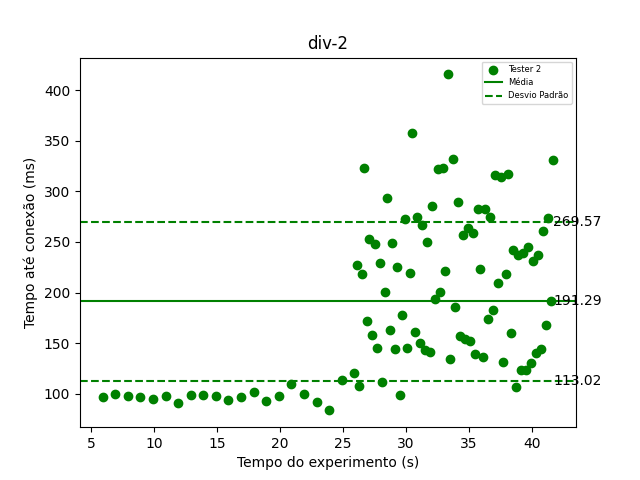 div-2
Tester 2
Média
Desvio Padrão
400
350
300
250
200
150
100
269.57
191.29
113.02
Tempo até conexão (ms)
5 10 15 20 25 30 35 40
Tempo do experimento (s)